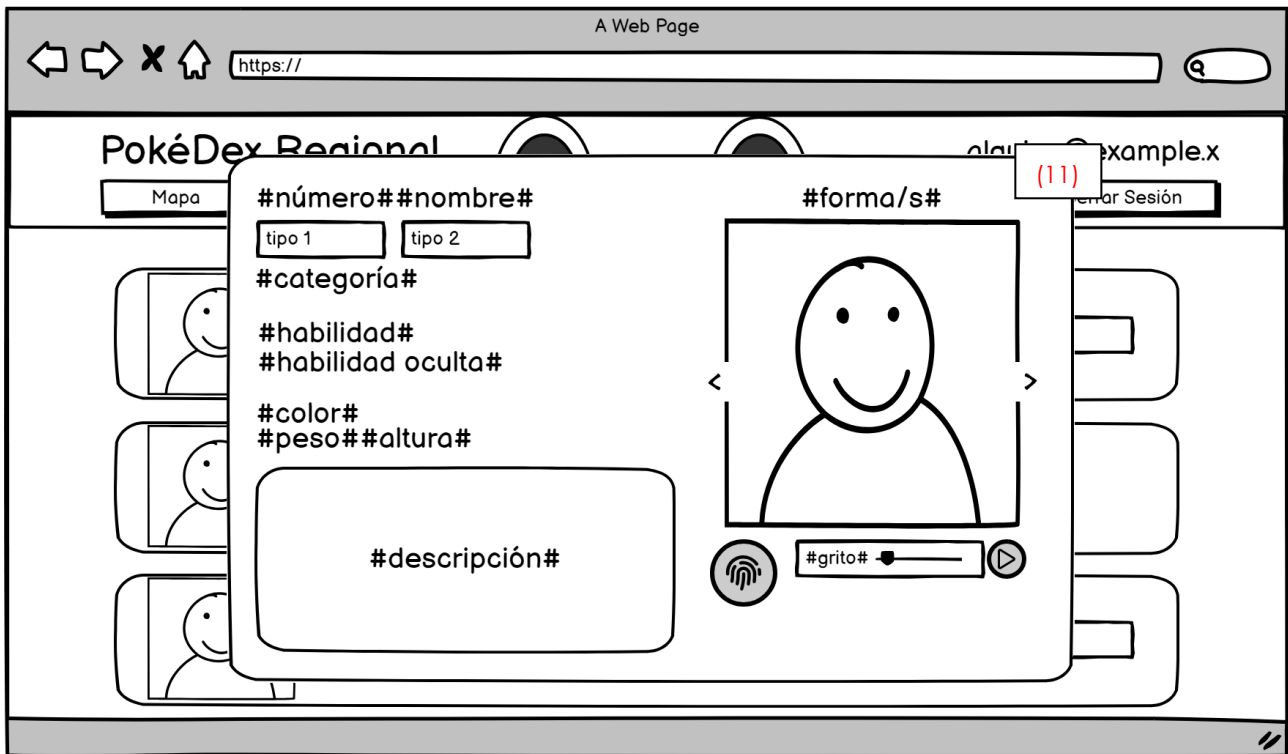 A Web Page
https://
PokéDex Regional
example.x
(11)
Mapa
Sesión
#número##nombre#
#forma/s#
tipo 1
tipo 2
#categoría#
#habilidad#
#habilidad oculta#
<
>
#color#
#peso##altura#
#descripción#
#grito#